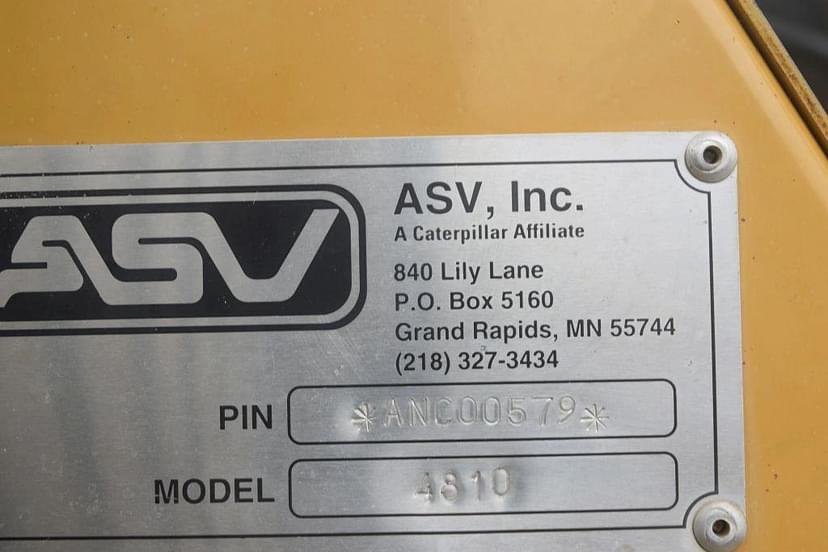 ASV
ASV, Inc.
A Caterpillar Affiliate
840 Lily Lane
P.O. Box 5160
Grand Rapids, MN 55744
(218) 327-3434
PIN *ANC00579*
MODEL 4810